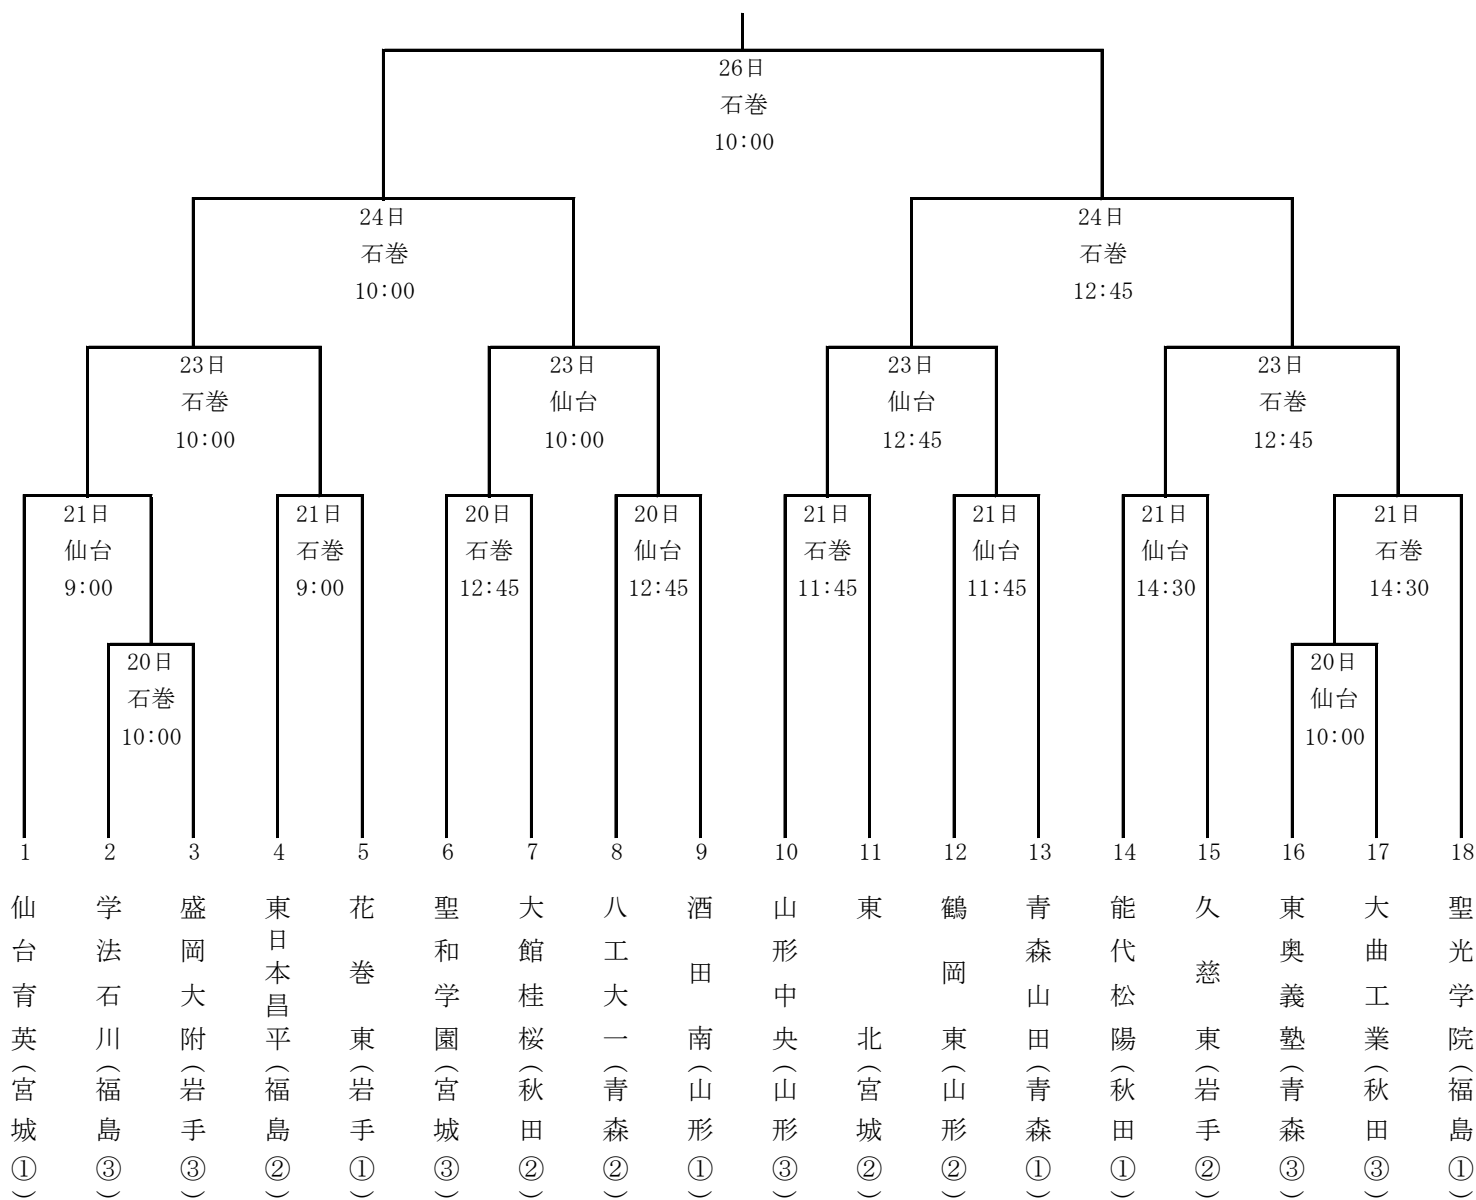 26日
石巻
10:00
24日
石巻
10:00
24日
石巻
12:45
23日
石巻
10:00
23日
仙台
10:00
23日
仙台
12:45
23日
石巻
12:45
21日
仙台
9:00
21日
石巻
9:00
20日
石巻
12:45
20日
仙台
12:45
21日
石巻
11:45
21日
仙台
11:45
21日
仙台
14:30
21日
石巻
14:30
20日
石巻
10:00
20日
仙台
10:00
1
仙台育英(宮城①)
2
学法石川(福島③)
3
盛岡大附(岩手③)
4
東日本昌平(福島②)
5
花巻東(岩手①)
6
聖和学園(宮城③)
7
大館桂桜(秋田②)
8
八工大一(青森②)
9
酒田南(山形①)
10
山形中央(山形③)
11
東北(宮城②)
12
鶴岡東(山形②)
13
青森山田(青森①)
14
能代松陽(秋田①)
15
久慈東(岩手②)
16
東奥義塾(青森③)
17
大曲工業(秋田③)
18
聖光学院(福島①)